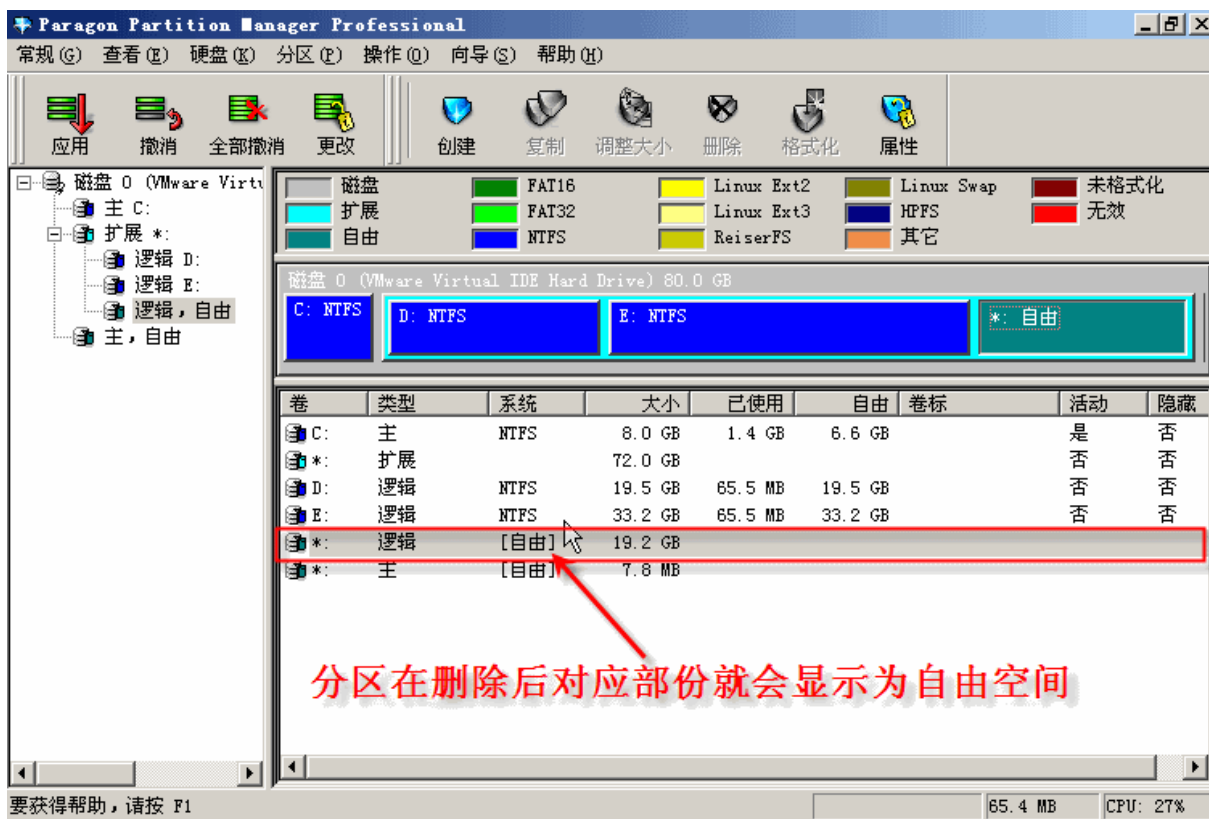 Paragon Partition Manager Professional
常规(G) 查看(E) 硬盘(K) 分区(P) 操作(O) 向导(S) 帮助(H)
应用 撤消 全部撤消 更改 创建 复制 调整大小 删除 格式化 属性
磁盘 0 (VMware Virtu
主 C:
扩展 *:
逻辑 D:
逻辑 E:
逻辑,自由
主,自由
磁盘 FAT16 Linux Ext2 Linux Swap 未格式化
扩展 FAT32 Linux Ext3 HPFS 无效
自由 NTFS ReiserFS 其它
磁盘 0 (VMware Virtual IDE Hard Drive) 80.0 GB
C: NTFS D: NTFS E: NTFS *: 自由
卷 类型 系统 大小 已使用 自由 卷标 活动 隐藏
C: 主 NTFS 8.0 GB 1.4 GB 6.6 GB 是 否
*: 扩展 72.0 GB 否 否
D: 逻辑 NTFS 19.5 GB 65.5 MB 19.5 GB 否 否
E: 逻辑 NTFS 33.2 GB 65.5 MB 33.2 GB 否 否
*: 逻辑 [自由] 19.2 GB
*: 主 [自由] 7.8 MB
分区在删除后对应部份就会显示为自由空间
要获得帮助,请按 F1 65.4 MB CPU: 27%